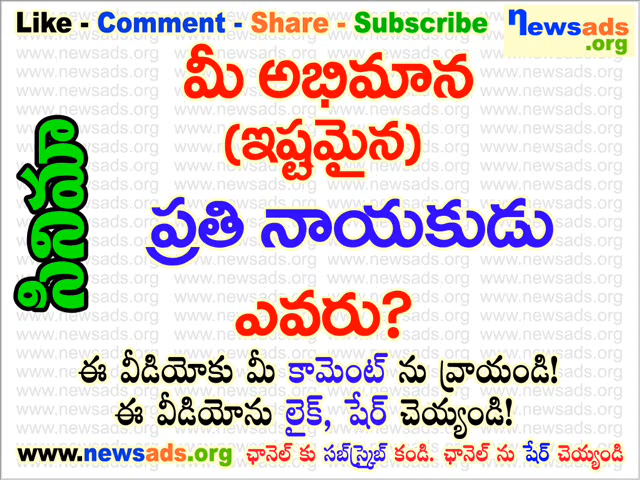 Like - Comment - Share - Subscribe
newsads
.org
మీ అభిమాన
(ఇష్టమైన)
సినిమా
ప్రతి నాయకుడు
ఎవరు?
ఈ వీడియోకు మీ కామెంట్ ను వ్రాయండి!
ఈ వీడియోను లైక్, షేర్ చెయ్యండి!
www.newsads.org ఛానెల్ కు సబ్‌స్క్రైబ్ కండి. ఛానెల్ ను షేర్ చెయ్యండి